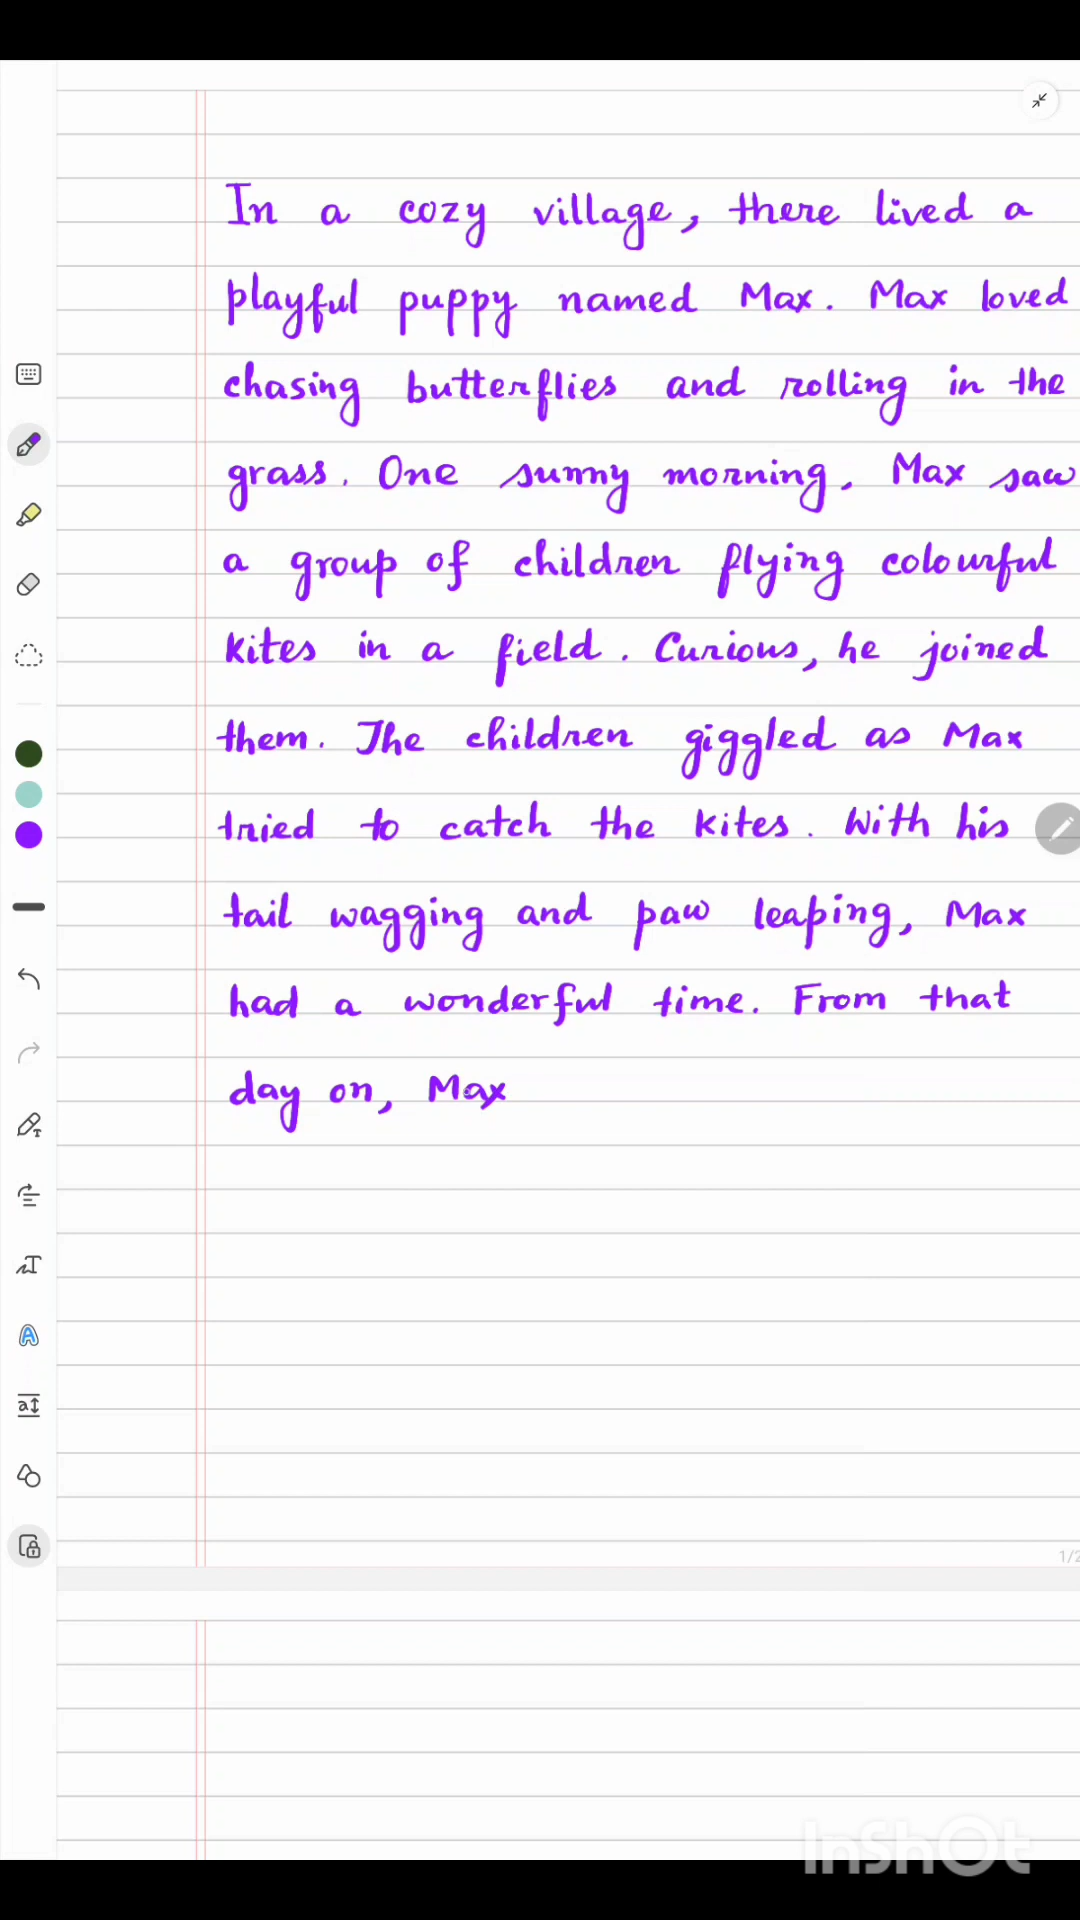 In a cozy village, there lived a
playful puppy named Max. Max loved
chasing butterflies and rolling in the
grass. One sunny morning, Max saw
a group of children flying colourful
kites in a field. Curious, he joined
them. The children giggled as Max
tried to catch the kites. With his
tail wagging and paw leaping, Max
had a wonderful time. From that
day on, Max
1/2
InShOt